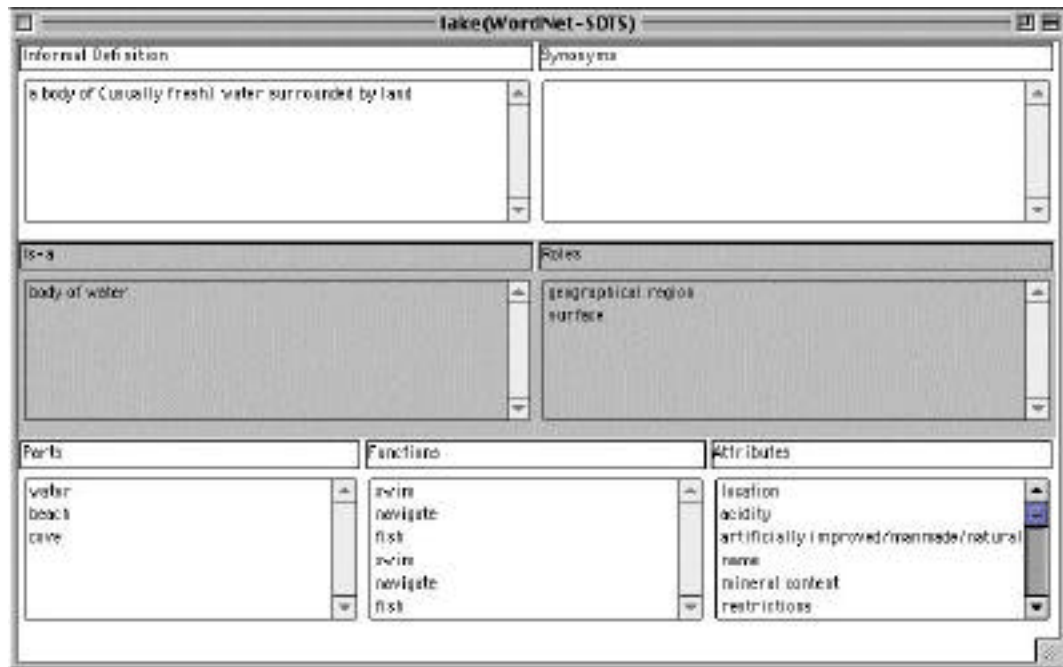 lake(WordNet-SDTS)
Informal Definition
Synonyms
a body of (usually fresh) water surrounded by land
Is-a
Roles
body of water
geographical region
surface
Parts
Functions
Attributes
water
beach
cove
swim
navigate
fish
swim
navigate
fish
location
acidity
artificially improved/manmade/natural
name
mineral content
restrictions